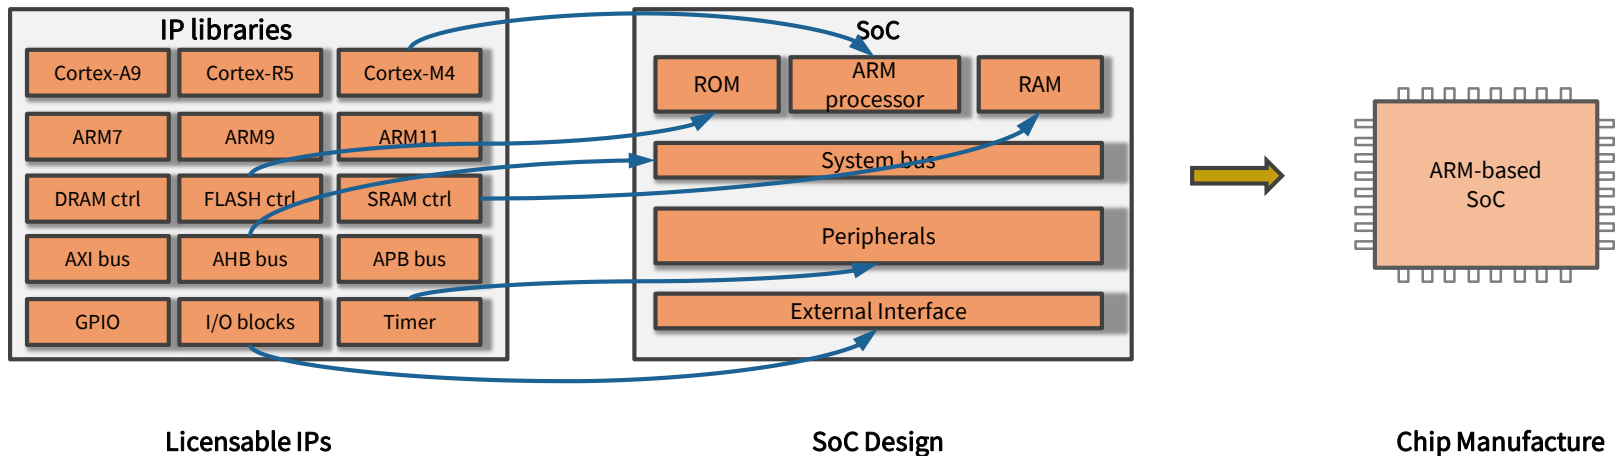 IP libraries
Cortex-A9
Cortex-R5
Cortex-M4
ARM7
ARM9
ARM11
DRAM ctrl
FLASH ctrl
SRAM ctrl
AXI bus
AHB bus
APB bus
GPIO
I/O blocks
Timer
Licensable IPs
SoC
ROM
ARM
processor
RAM
System bus
Peripherals
External Interface
SoC Design
ARM-based
SoC
Chip Manufacture